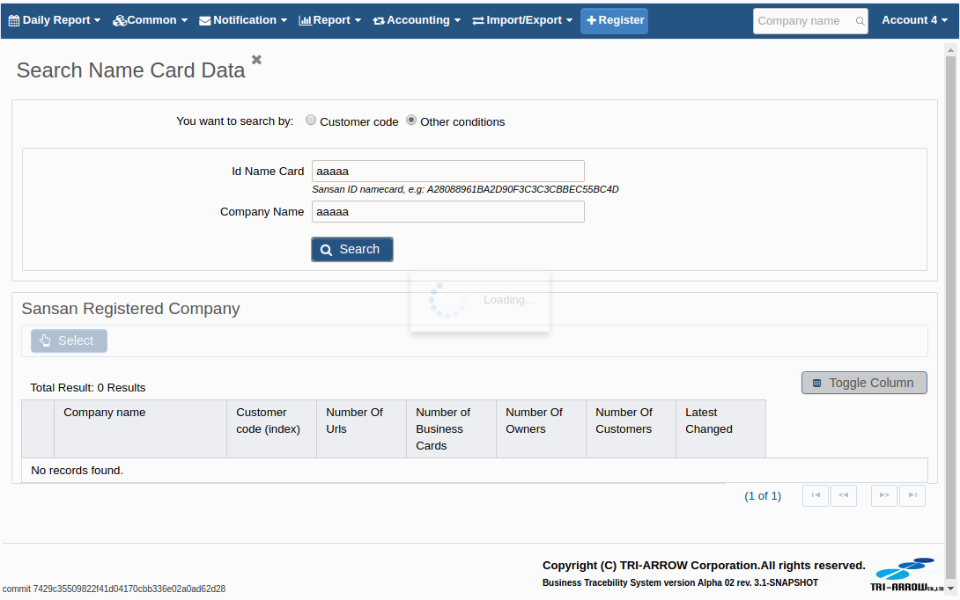 Daily Report Common Notification Report Accounting Import/Export Register Company name Account 4
Search Name Card Data
You want to search by: Customer code Other conditions
Id Name Card aaaaa
Sansan ID namecard, e.g: A28088961BA2D90F3C3C3CBBEC55BC4D
Company Name aaaaa
Search
Loading...
Sansan Registered Company
Select
Total Result: 0 Results Toggle Column
Company name Customer code (index) Number Of Urls Number of Business Cards Number Of Owners Number Of Customers Latest Changed
No records found.
(1 of 1)
Copyright (C) TRI-ARROW Corporation.All rights reserved.
Business Tracebility System version Alpha 02 rev. 3.1-SNAPSHOT
TRI-ARROW CO.,LTD
commit 7429c35509822f41d04170cbb336e02a0ad62d28